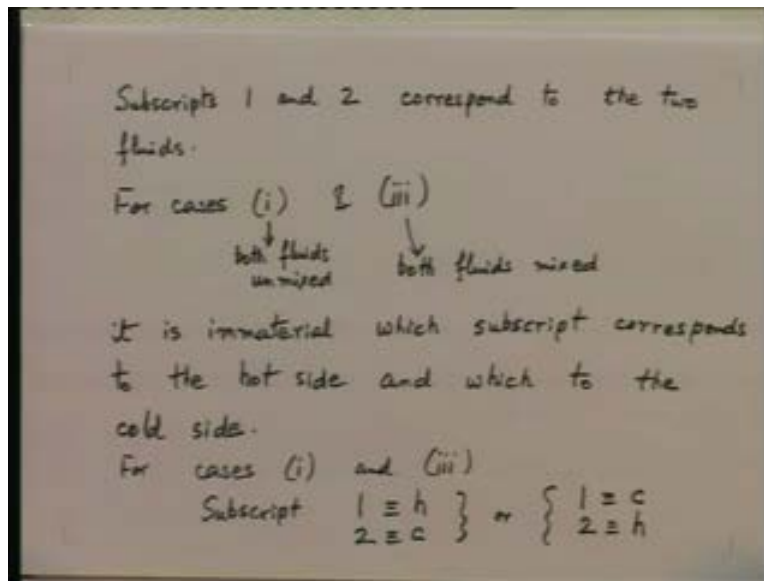 Subscripts 1 and 2 correspond to the two
fluids.
For cases (i) & (iii)
both fluids unmixed both fluids mixed
it is immaterial which subscript corresponds
to the hot side and which to the
cold side.
For cases (i) and (iii)
Subscript 1 ≡ h } or { 1 ≡ c
2 ≡ c } { 2 ≡ h